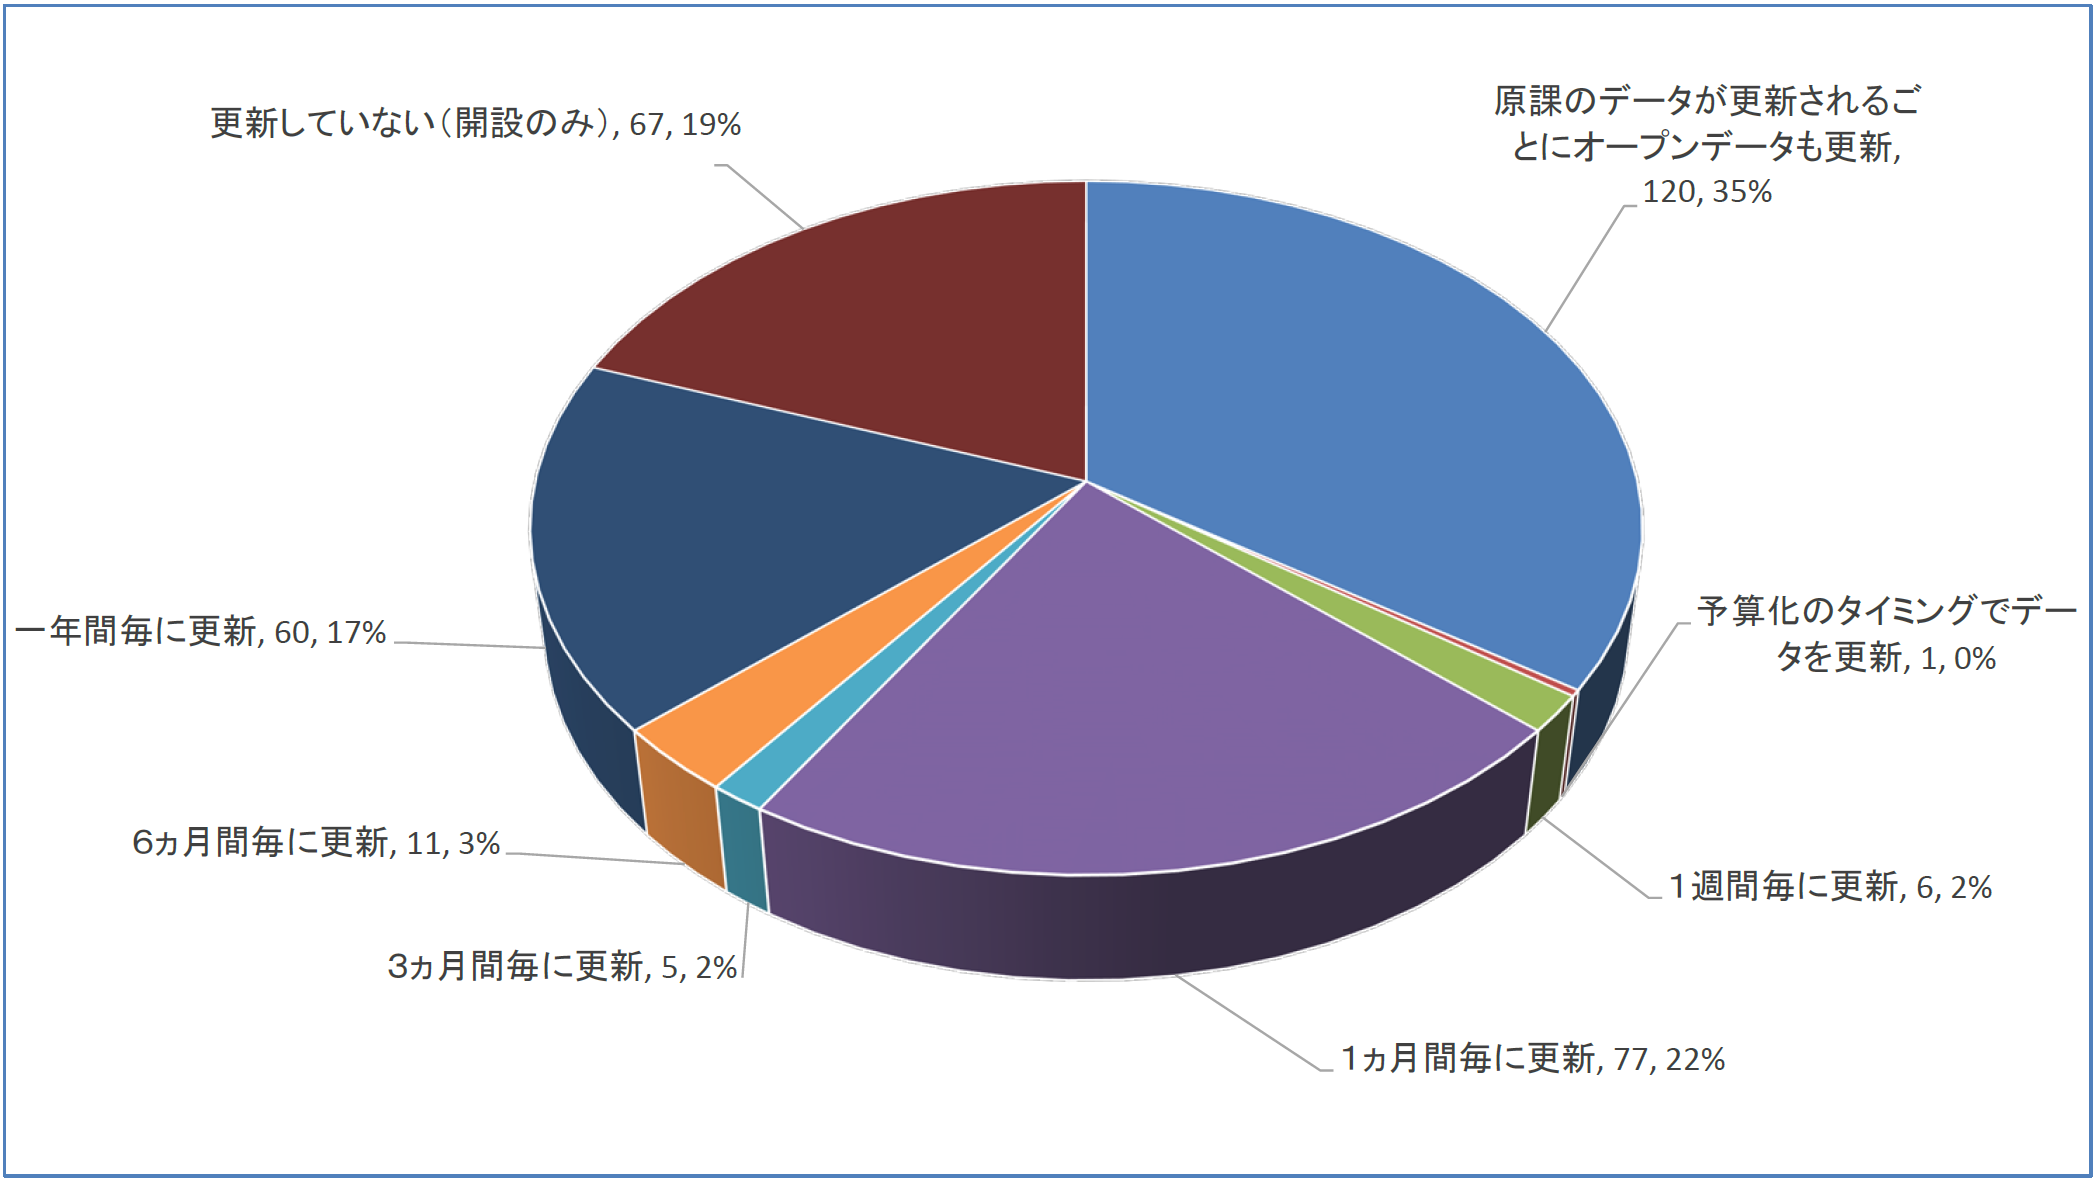 更新していない（開設のみ）, 67, 19%
原課のデータが更新されるご
とにオープンデータも更新,
120, 35%
予算化のタイミングでデー
タを更新, 1, 0%
一年間毎に更新, 60, 17%
6ヵ月間毎に更新, 11, 3%
1週間毎に更新, 6, 2%
3ヵ月間毎に更新, 5, 2%
1ヵ月間毎に更新, 77, 22%